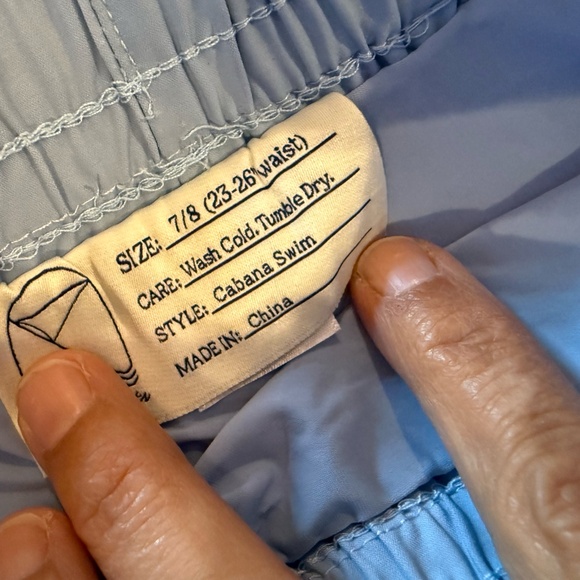 SIZE: 7/8 (23-26" waist)
CARE: Wash Cold. Tumble Dry.
STYLE: Cabana Swim
MADE IN: China